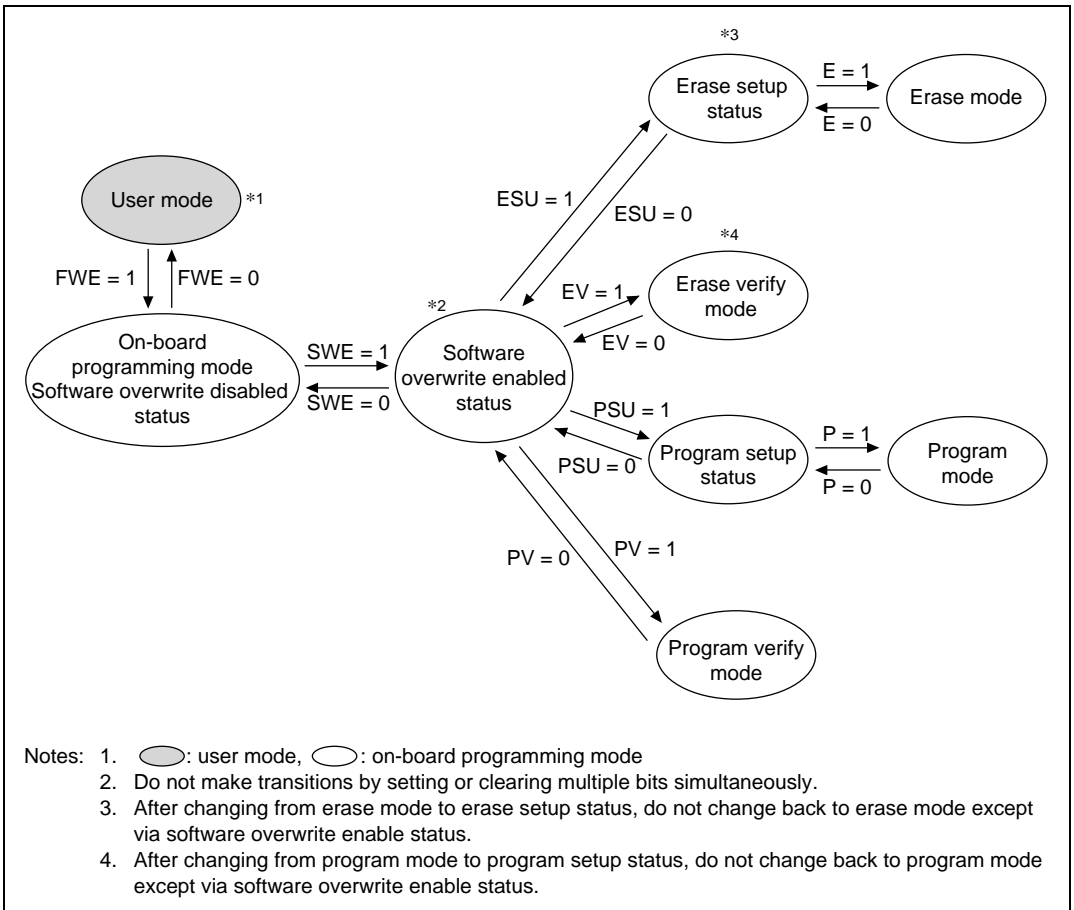 *3
Erase setup
status
E = 1
E = 0
Erase mode
User mode
*1
ESU = 1
ESU = 0
*4
FWE = 1
FWE = 0
EV = 1
Erase verify
mode
*2
EV = 0
On-board
programming mode
Software overwrite disabled
status
SWE = 1
SWE = 0
Software
overwrite enabled
status
PSU = 1
PSU = 0
Program setup
status
P = 1
P = 0
Program
mode
PV = 0
PV = 1
Program verify
mode
Notes: 1. : user mode, : on-board programming mode
2. Do not make transitions by setting or clearing multiple bits simultaneously.
3. After changing from erase mode to erase setup status, do not change back to erase mode except
via software overwrite enable status.
4. After changing from program mode to program setup status, do not change back to program mode
except via software overwrite enable status.